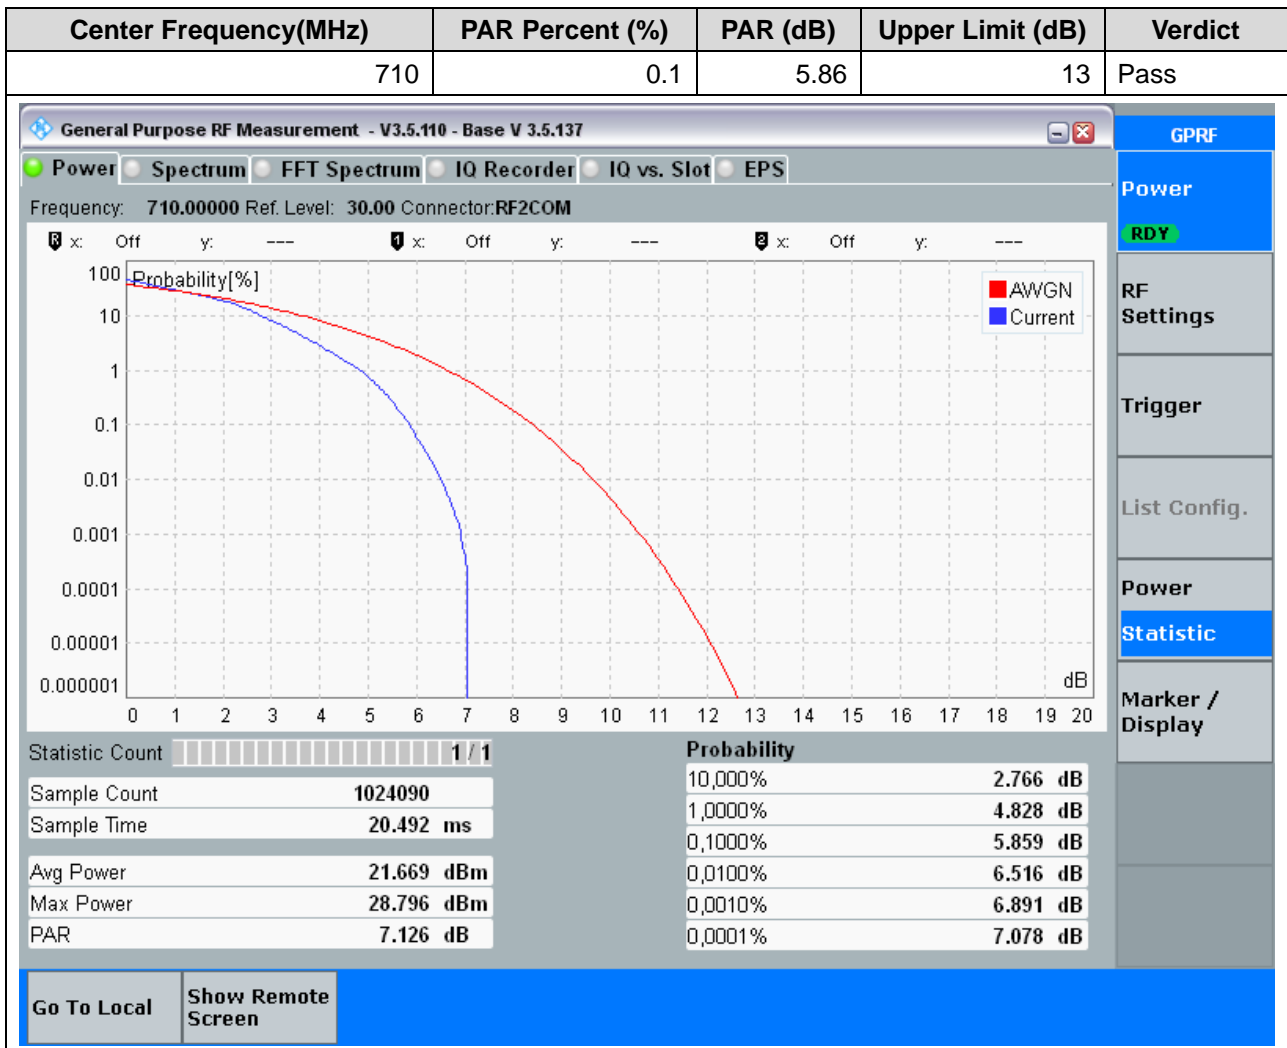 Center Frequency(MHz) PAR Percent (%) PAR (dB) Upper Limit (dB) Verdict
710 0.1 5.86 13 Pass
General Purpose RF Measurement - V3.5.110 - Base V 3.5.137
GPRF
Power Spectrum FFT Spectrum IQ Recorder IQ vs. Slot EPS
Frequency: 710.00000 Ref. Level: 30.00 Connector:RF2COM
R x: Off y: --- 1 x: Off y: --- 2 x: Off y: ---
Probability[%]
AWGN
Current
100
10
1
0.1
0.01
0.001
0.0001
0.00001
0.000001
dB
0 1 2 3 4 5 6 7 8 9 10 11 12 13 14 15 16 17 18 19 20
Statistic Count 1 / 1
Sample Count 1024090
Sample Time 20.492 ms
Avg Power 21.669 dBm
Max Power 28.796 dBm
PAR 7.126 dB
Probability
10,000% 2.766 dB
1,0000% 4.828 dB
0,1000% 5.859 dB
0,0100% 6.516 dB
0,0010% 6.891 dB
0,0001% 7.078 dB
Power
RDY
RF
Settings
Trigger
List Config.
Power
Statistic
Marker /
Display
Go To Local
Show Remote
Screen